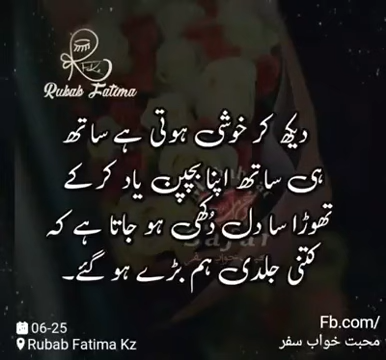 Rubab Fatima
دیکھ کر خوشی ہوتی ہے ساتھ
ہی ساتھ اپنا بچپن یاد کر کے
تھوڑا سا دل دُکھی ہو جاتا ہے کہ
کتنی جلدی ہم بڑے ہو گئے۔
06-25
Rubab Fatima Kz
Fb.com/
محبت خواب سفر